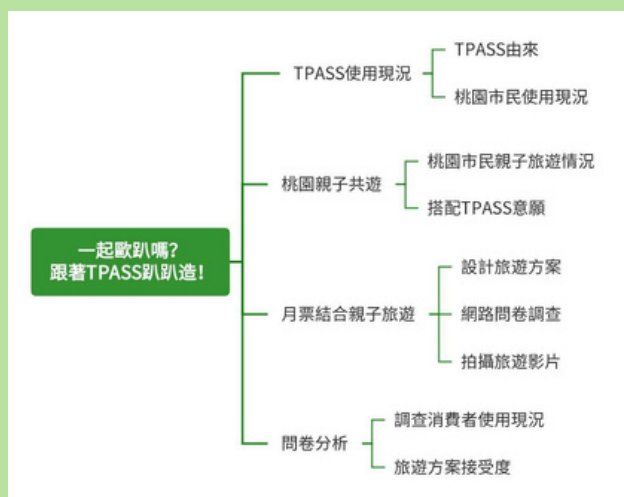 一起歐趴嗎?
跟著TPASS趴趴造!
TPASS使用現況
TPASS由來
桃園市民使用現況
桃園親子共遊
桃園市民親子旅遊情況
搭配TPASS意願
月票結合親子旅遊
設計旅遊方案
網路問卷調查
拍攝旅遊影片
問卷分析
調查消費者使用現況
旅遊方案接受度